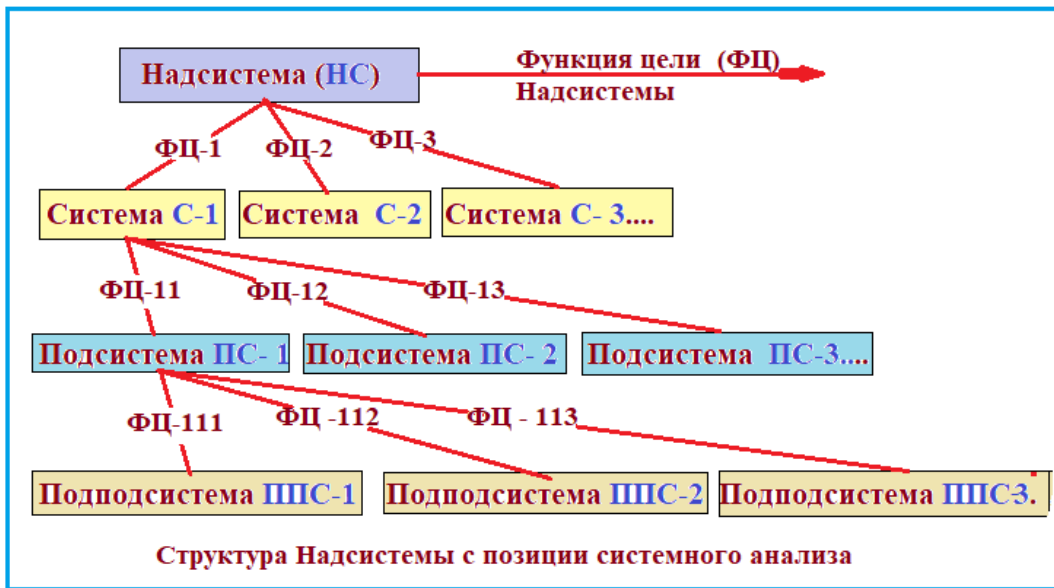 Надсистема (НС)
Функция цели (ФЦ)
Надсистемы
ФЦ-1
ФЦ-2
ФЦ-3
Система С-1
Система С-2
Система С- 3....
ФЦ-11
ФЦ-12
ФЦ-13
Подсистема ПС- 1
Подсистема ПС- 2
Подсистема ПС-3....
ФЦ-111
ФЦ -112
ФЦ - 113
Подподсистема ППС-1
Подподсистема ППС-2
Подподсистема ППС-3.
Структура Надсистемы с позиции системного анализа